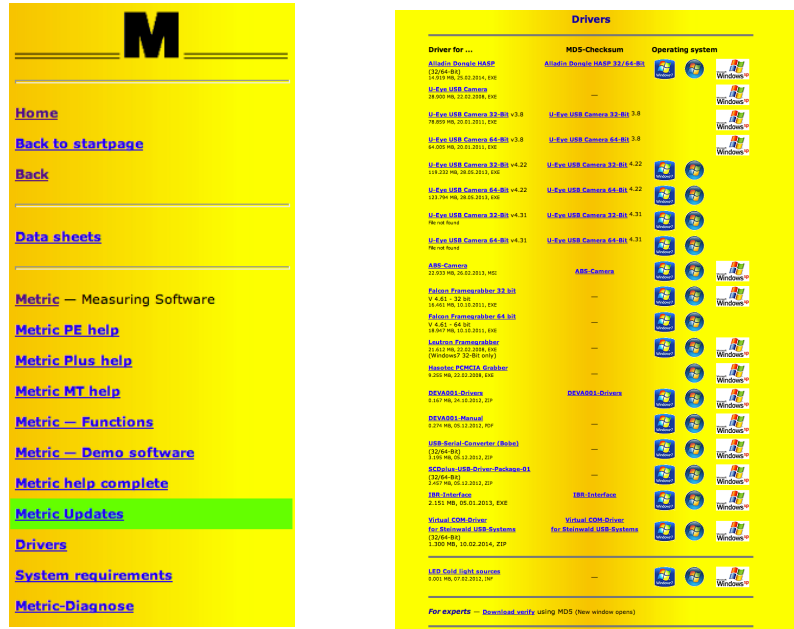 M
Home
Back to startpage
Back
Data sheets
Metric — Measuring Software
Metric PE help
Metric Plus help
Metric MT help
Metric — Functions
Metric — Demo software
Metric help complete
Metric Updates
Drivers
System requirements
Metric-Diagnose
Drivers
Driver for ... MD5-Checksum Operating system
Alladin Dongle HASP Alladin Dongle HASP 32/64-Bit
(32/64-Bit)
14.919 MB, 25.02.2014, EXE
U-Eye USB Camera —
28.900 MB, 22.02.2008, EXE
U-Eye USB Camera 32-Bit v3.8 U-Eye USB Camera 32-Bit 3.8
78.859 MB, 20.01.2011, EXE
U-Eye USB Camera 64-Bit v3.8 U-Eye USB Camera 64-Bit 3.8
64.005 MB, 20.01.2011, EXE
U-Eye USB Camera 32-Bit v4.22 U-Eye USB Camera 32-Bit 4.22
119.232 MB, 28.05.2013, EXE
U-Eye USB Camera 64-Bit v4.22 U-Eye USB Camera 64-Bit 4.22
123.794 MB, 28.05.2013, EXE
U-Eye USB Camera 32-Bit v4.31 U-Eye USB Camera 32-Bit 4.31
File not found
U-Eye USB Camera 64-Bit v4.31 U-Eye USB Camera 64-Bit 4.31
File not found
ABS-Camera ABS-Camera
22.933 MB, 26.02.2013, MSI
Falcon Framegrabber 32 bit —
V 4.61 - 32 bit
16.461 MB, 10.10.2011, EXE
Falcon Framegrabber 64 bit —
V 4.61 - 64 bit
18.947 MB, 10.10.2011, EXE
Leutron Framegrabber —
21.612 MB, 22.02.2008, EXE
(Windows7 32-Bit only)
Hasotec PCMCIA Grabber —
9.255 MB, 22.02.2008, EXE
DEVA001-Drivers DEVA001-Drivers
0.167 MB, 24.10.2012, ZIP
DEVA001-Manual —
0.274 MB, 05.12.2012, PDF
USB-Serial-Converter (Bobe) —
(32/64-Bit)
3.195 MB, 05.12.2012, ZIP
SCDplus-USB-Driver-Package-01 —
(32/64-Bit)
2.457 MB, 05.12.2012, ZIP
IBR-Interface IBR-Interface
2.151 MB, 05.01.2013, EXE
Virtual COM-Driver Virtual COM-Driver
for Steinwald USB-Systems for Steinwald USB-Systems
(32/64-Bit)
1.300 MB, 10.02.2014, ZIP
LED Cold light sources —
0.001 MB, 07.02.2012, INF
For experts — Download verify using MD5 (New window opens)